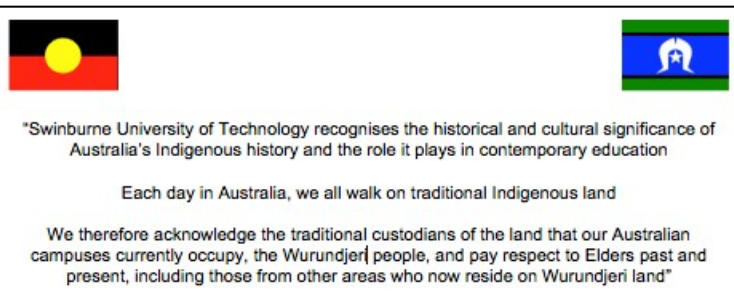 "Swinburne University of Technology recognises the historical and cultural significance of
Australia's Indigenous history and the role it plays in contemporary education
Each day in Australia, we all walk on traditional Indigenous land
We therefore acknowledge the traditional custodians of the land that our Australian
campuses currently occupy, the Wurundjeri people, and pay respect to Elders past and
present, including those from other areas who now reside on Wurundjeri land"